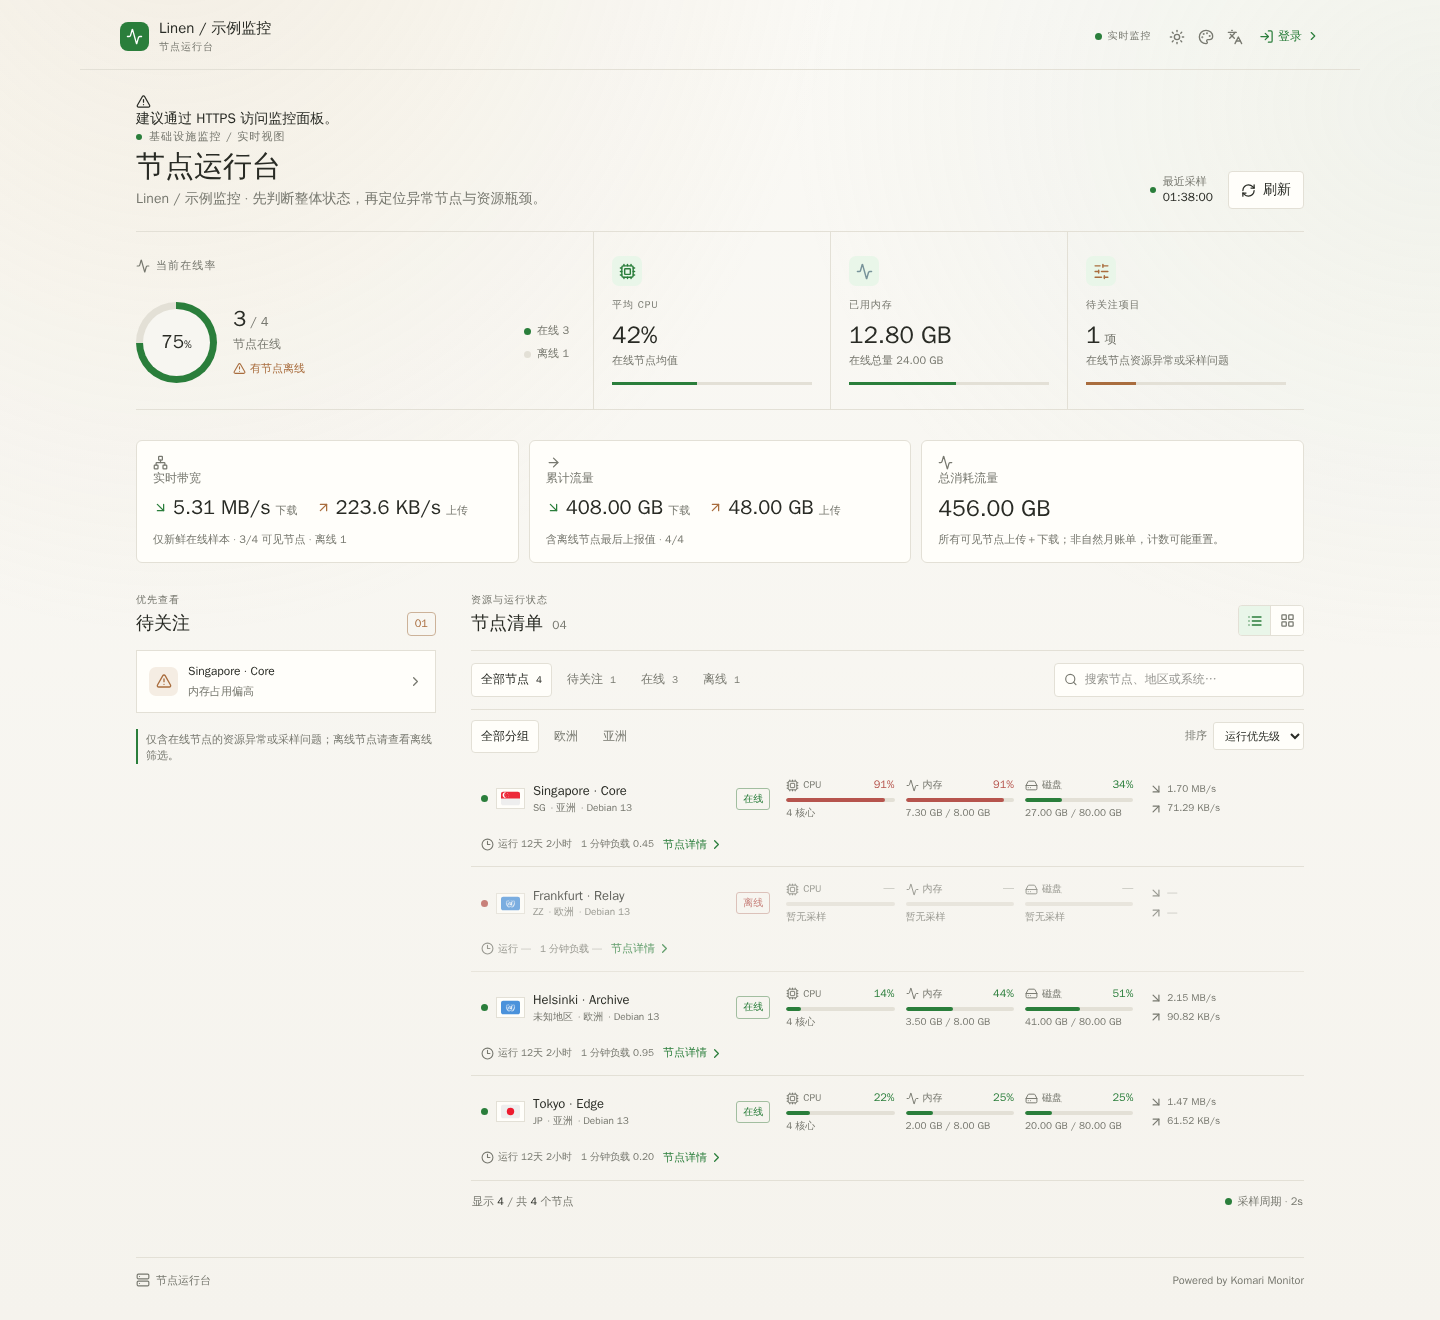 Linen / 示例监控
节点运行台
实时监控
登录
建议通过 HTTPS 访问监控面板。
基础设施监控 / 实时视图
节点运行台
Linen / 示例监控 · 先判断整体状态，再定位异常节点与资源瓶颈。
最近采样
01:38:00
刷新
当前在线率
75%
3 / 4
节点在线
有节点离线
在线 3
离线 1
平均 CPU
42%
在线节点均值
已用内存
12.80 GB
在线总量 24.00 GB
待关注项目
1 项
在线节点资源异常或采样问题
实时带宽
5.31 MB/s 下载 223.6 KB/s 上传
仅新鲜在线样本 · 3/4 可见节点 · 离线 1
累计流量
408.00 GB 下载 48.00 GB 上传
含离线节点最后上报值 · 4/4
总消耗流量
456.00 GB
所有可见节点上传 + 下载；非自然月账单，计数可能重置。
优先查看
待关注
01
Singapore · Core
内存占用偏高
仅含在线节点的资源异常或采样问题；离线节点请查看离线
筛选。
资源与运行状态
节点清单 04
全部节点 4 待关注 1 在线 3 离线 1
搜索节点、地区或系统…
全部分组 欧洲 亚洲
排序 运行优先级
Singapore · Core
SG · 亚洲 · Debian 13
在线
CPU 91%
4 核心
内存 91%
7.30 GB / 8.00 GB
磁盘 34%
27.00 GB / 80.00 GB
1.70 MB/s
71.29 KB/s
运行 12天 2小时 1 分钟负载 0.45 节点详情
Frankfurt · Relay
ZZ · 欧洲 · Debian 13
离线
CPU —
暂无采样
内存 —
暂无采样
磁盘 —
暂无采样
—
—
运行 — 1 分钟负载 — 节点详情
Helsinki · Archive
未知地区 · 欧洲 · Debian 13
在线
CPU 14%
4 核心
内存 44%
3.50 GB / 8.00 GB
磁盘 51%
41.00 GB / 80.00 GB
2.15 MB/s
90.82 KB/s
运行 12天 2小时 1 分钟负载 0.95 节点详情
Tokyo · Edge
JP · 亚洲 · Debian 13
在线
CPU 22%
4 核心
内存 25%
2.00 GB / 8.00 GB
磁盘 25%
20.00 GB / 80.00 GB
1.47 MB/s
61.52 KB/s
运行 12天 2小时 1 分钟负载 0.20 节点详情
显示 4 / 共 4 个节点
采样周期 · 2s
节点运行台
Powered by Komari Monitor